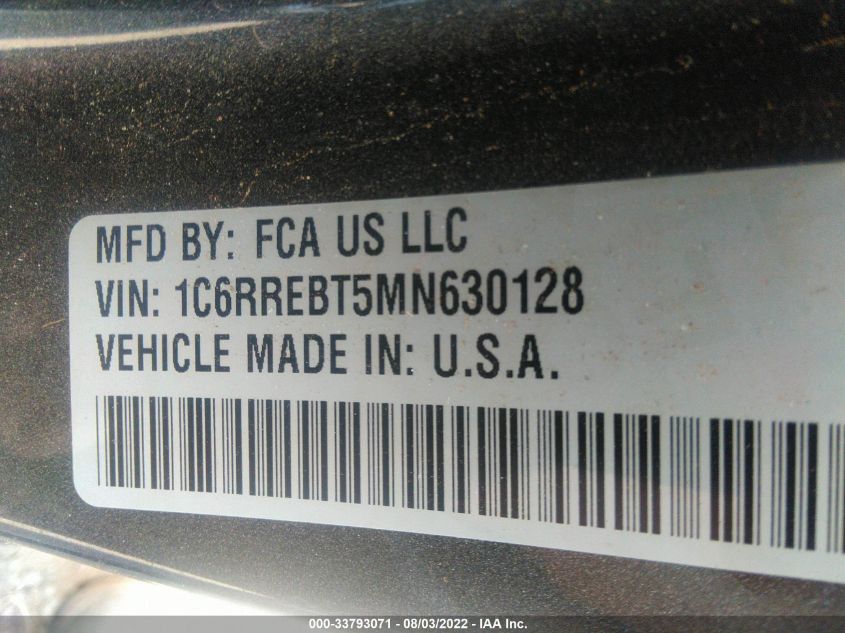 MFD BY: FCA US LLC
VIN: 1C6RREBT5MN630128
VEHICLE MADE IN: U.S.A.
000-33793071 - 08/03/2022 - IAA Inc.